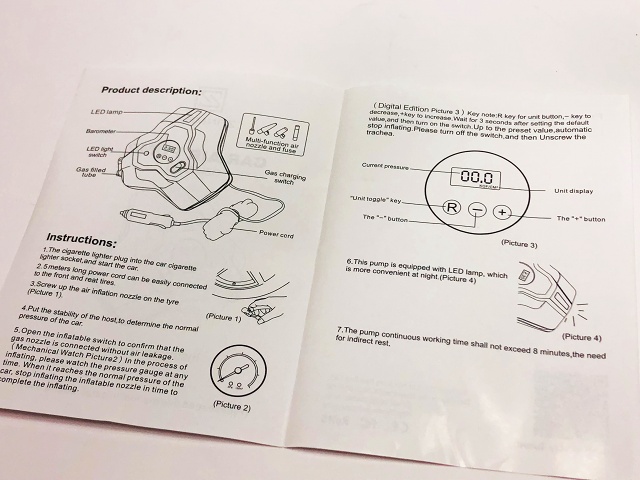 Product description:
LED lamp
Barometer
LED light
switch
Gas filled
tube
Multi-function air
nozzle and fuse
Gas charging
switch
Power cord
Instructions:
1.The cigarette lighter plug into the car cigarette
lighter socket,and start the car.
2.5meters long power cord can be easily connected
to the front and reat tires.
3.Screw up the air inflation nozzle on the tyre
(Picture 1).
(Picture 1)
4.Put the stability of the host,to determine the normal
pressure of the car.
5.Open the inflatable switch to confirm that the
gas nozzle is connected without air leakage.
(Mechanical Watch Picture2) In the process of
inflating, please watch the pressure gauge at any
time. When it reaches the normal pressure of the
car, stop inflating the inflatable nozzle in time to
complete the inflating.
(Picture 2)
(Digital Edition Picture 3) Key note:R key for unit button,− key to
decrease,+key to increase.Wait for 3 seconds after setting the default
value,and then turn on the switch.Up to the preset value,automatic
stop inflating.Please turn off the switch,and then Unscrew the
trachea.
Current pressure
00.0
Unit display
"Unit toggle" key
R − +
The "−" button
The "+" button
(Picture 3)
6.This pump is equipped with LED lamp, which
is more convenient at night.(Picture 4)
(Picture 4)
7.The pump continuous working time shall not exceed 8 minutes,the need
for indirect rest.